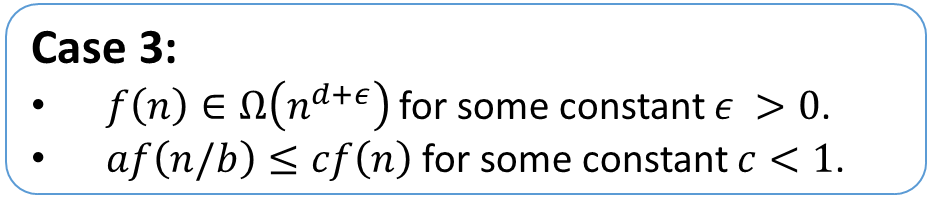 Case 3:
• f(n) ∈ Ω(n^{d+ϵ}) for some constant ϵ > 0.
• af(n/b) ≤ cf(n) for some constant c < 1.